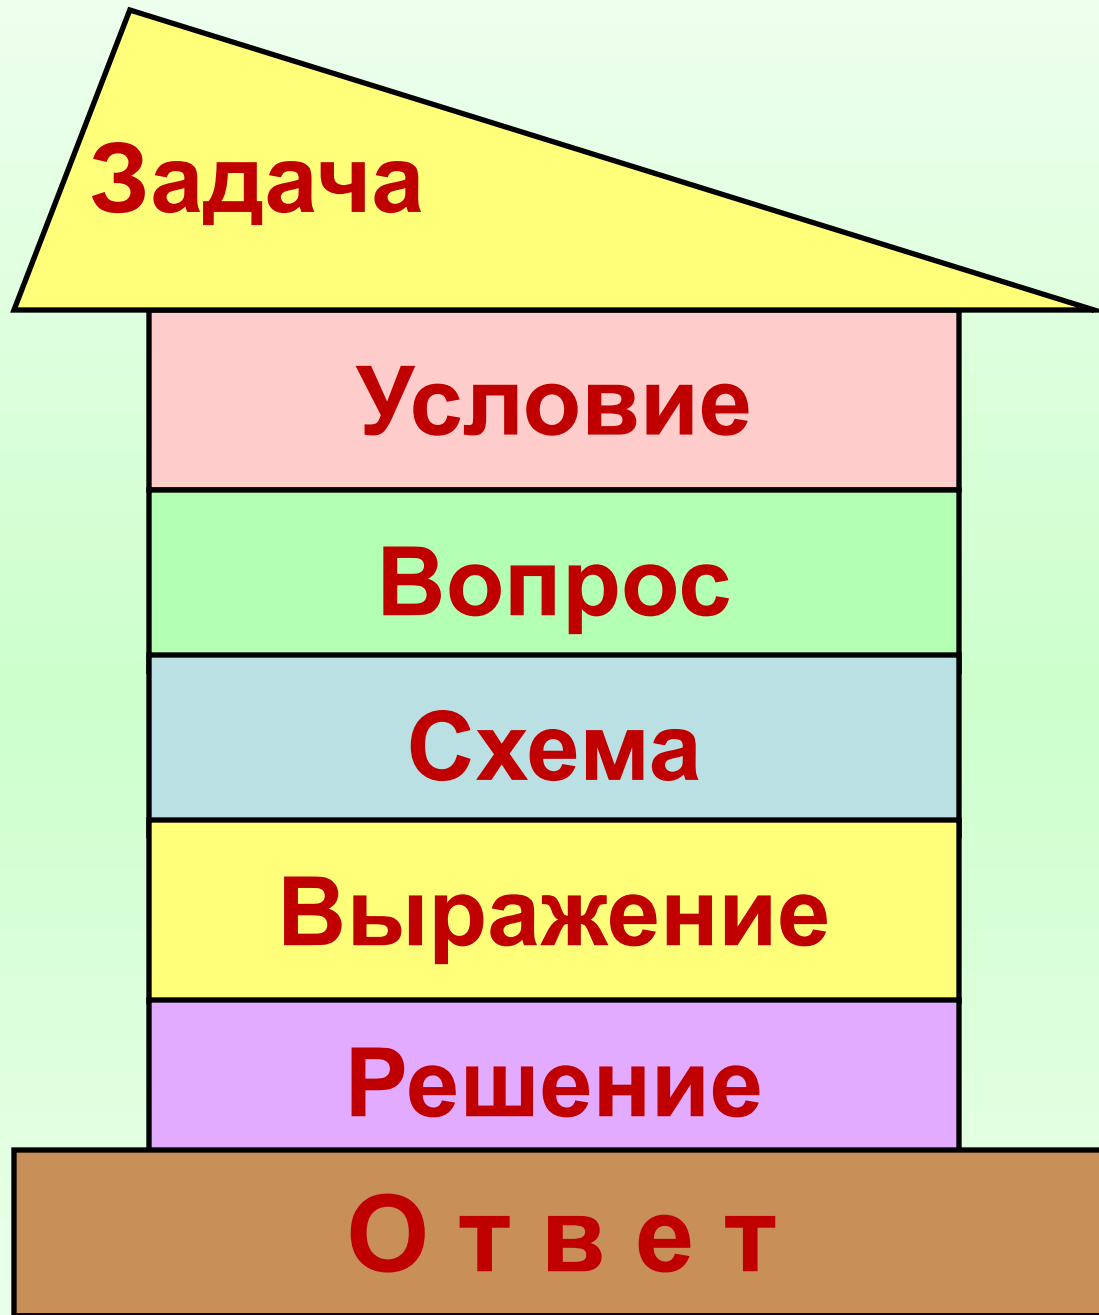 Задача
Условие
Вопрос
Схема
Выражение
Решение
О т в е т